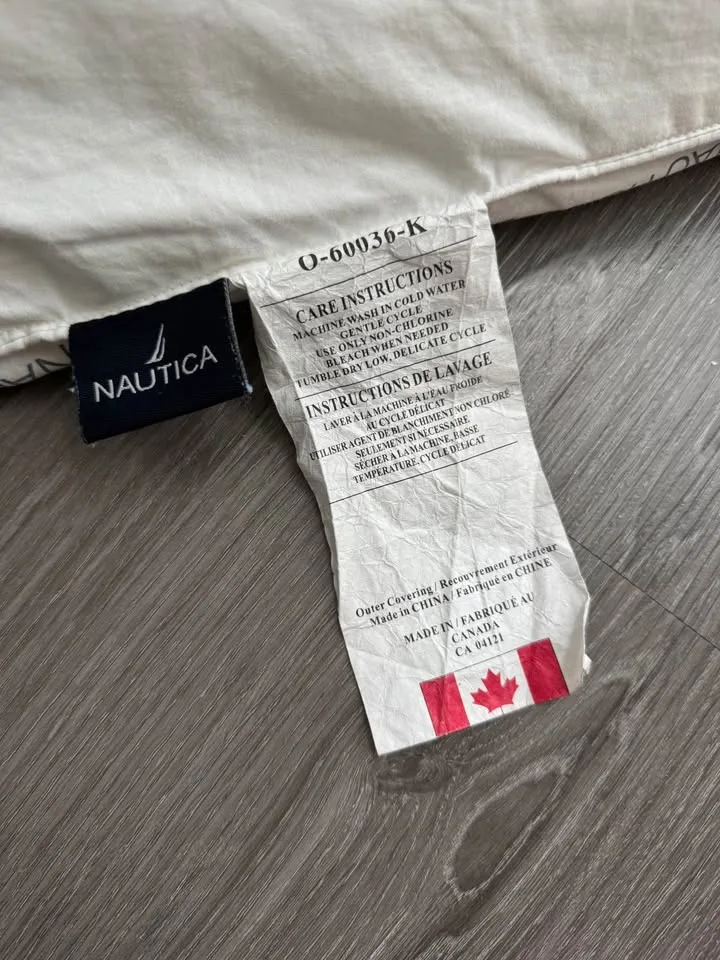 O-60036-K
CARE INSTRUCTIONS
MACHINE WASH IN COLD WATER
GENTLE CYCLE
USE ONLY NON-CHLORINE
BLEACH WHEN NEEDED
TUMBLE DRY LOW, DELICATE CYCLE
INSTRUCTIONS DE LAVAGE
LAVER À LA MACHINE À L'EAU FROIDE
AU CYCLE DÉLICAT
UTILISER AGENT DE BLANCHIMENT NON CHLORÉ
SEULEMENT SI NÉCESSAIRE
SÉCHER À LA MACHINE, BASSE
TEMPÉRATURE, CYCLE DÉLICAT
Outer Covering / Recouvrement Extérieur
Made in CHINA / Fabriqué en CHINE
MADE IN / FABRIQUÉ AU
CANADA
CA 04121
NAUTICA